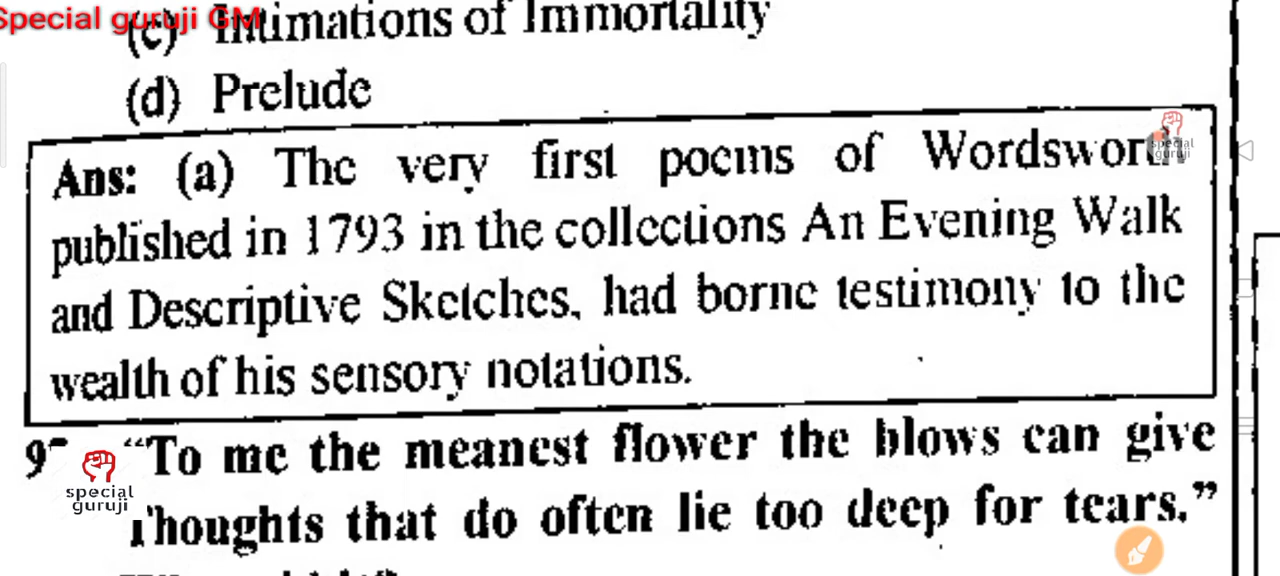 Special guruji GM
(c) Intimations of Immortality
(d) Prelude
Ans: (a) The very first poems of Wordsworth
special
guruji
published in 1793 in the collections An Evening Walk
and Descriptive Sketches, had borne testimony to the
wealth of his sensory notations.
“To me the meanest flower the blows can give
special
guruji
Thoughts that do often lie too deep for tears.”